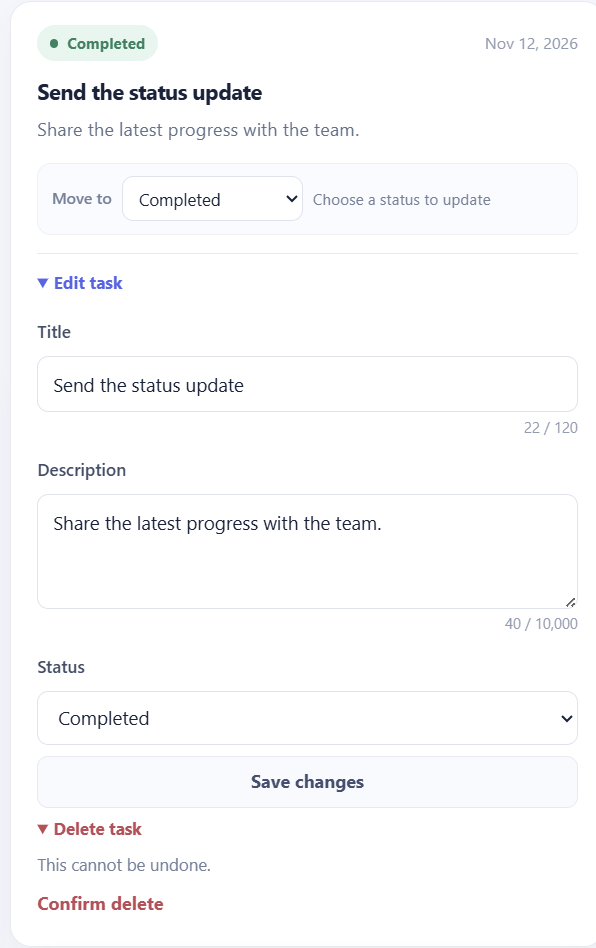 Completed
Nov 12, 2026
Send the status update
Share the latest progress with the team.
Move to
Completed
Choose a status to update
Edit task
Title
Send the status update
22 / 120
Description
Share the latest progress with the team.
40 / 10,000
Status
Completed
Save changes
Delete task
This cannot be undone.
Confirm delete